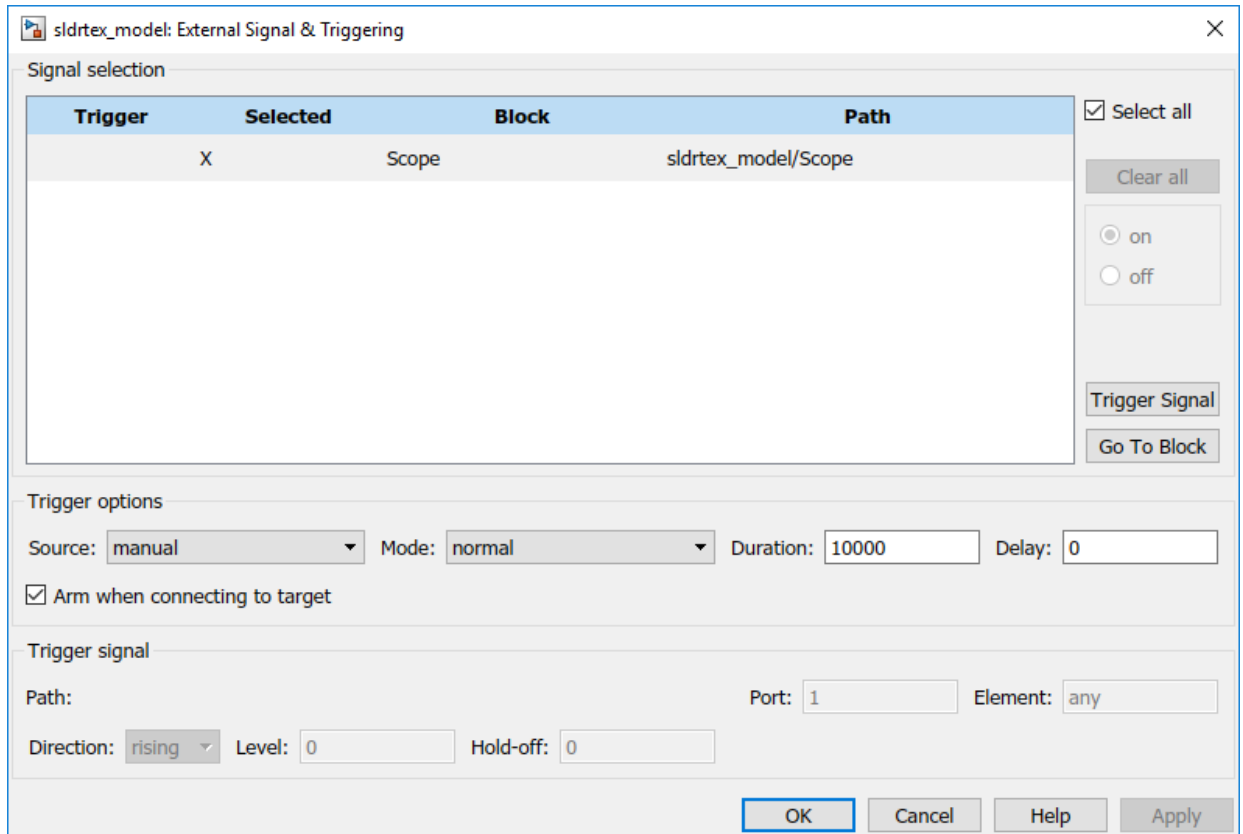 sldrtex_model: External Signal & Triggering
Signal selection
Trigger Selected Block Path
X Scope sldrtex_model/Scope
Select all
Clear all
on
off
Trigger Signal
Go To Block
Trigger options
Source: manual Mode: normal Duration: 10000 Delay: 0
Arm when connecting to target
Trigger signal
Path: Port: 1 Element: any
Direction: rising Level: 0 Hold-off: 0
OK Cancel Help Apply